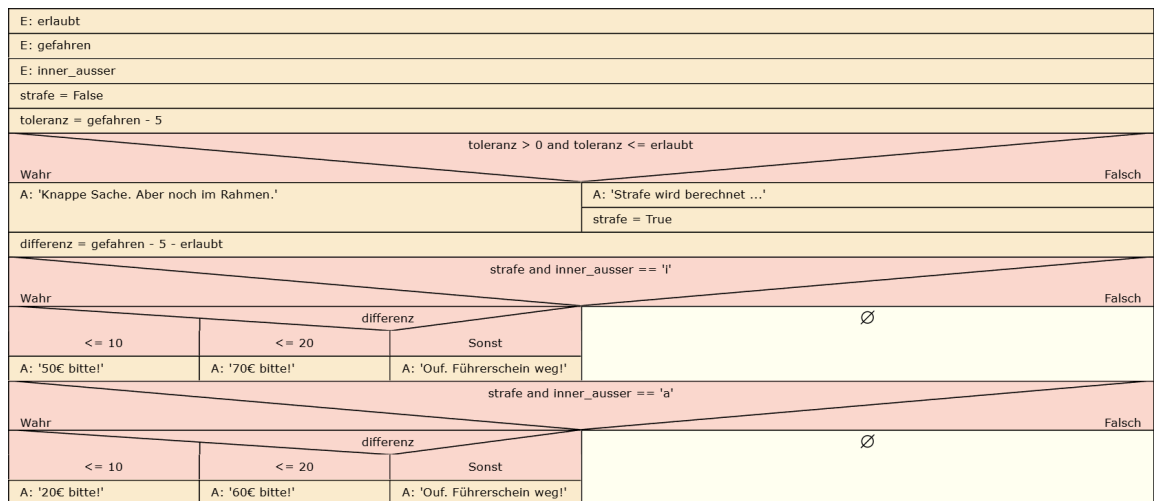 E: erlaubt
E: gefahren
E: inner_ausser
strafe = False
toleranz = gefahren - 5
toleranz > 0 and toleranz <= erlaubt
Wahr Falsch
A: 'Knappe Sache. Aber noch im Rahmen.' A: 'Strafe wird berechnet ...'
strafe = True
differenz = gefahren - 5 - erlaubt
strafe and inner_ausser == 'i'
Wahr Falsch
differenz ∅
<= 10 <= 20 Sonst
A: '50€ bitte!' A: '70€ bitte!' A: 'Ouf. Führerschein weg!'
strafe and inner_ausser == 'a'
Wahr Falsch
differenz ∅
<= 10 <= 20 Sonst
A: '20€ bitte!' A: '60€ bitte!' A: 'Ouf. Führerschein weg!'